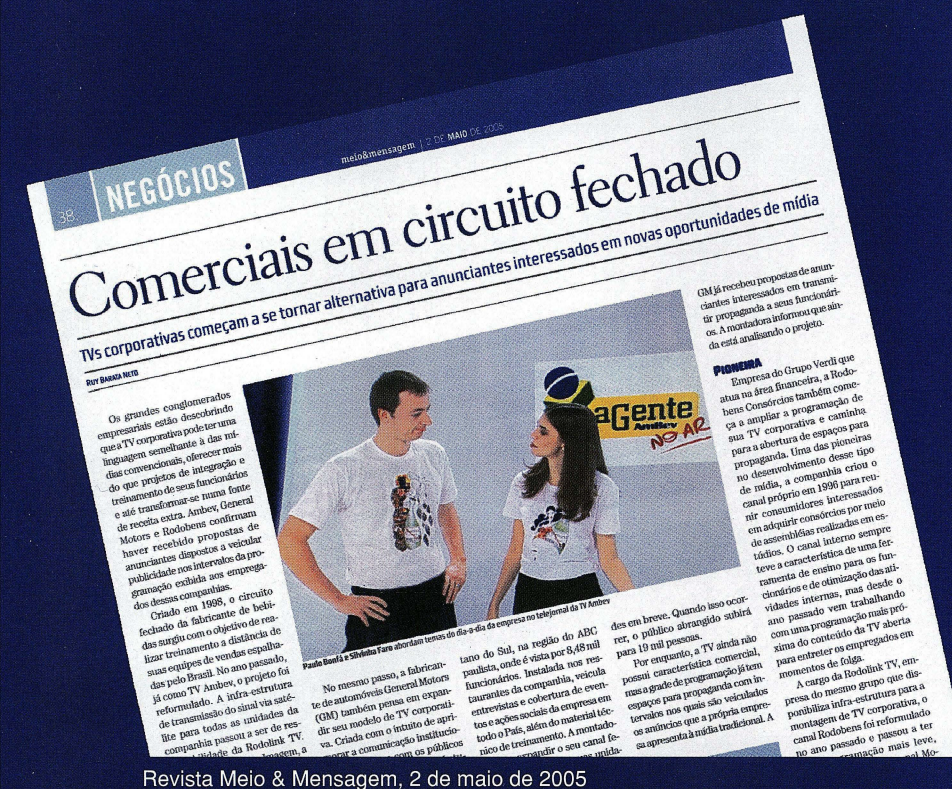 38
NEGÓCIOS
meio&mensagem | 2 DE MAIO DE 2005
Comerciais em circuito fechado
TVs corporativas começam a se tornar alternativa para anunciantes interessados em novas oportunidades de mídia
RUY BARATA NETO
Os grandes conglomerados
empresariais estão descobrindo
que a TV corporativa pode ter uma
linguagem semelhante à das mí-
dias convencionais, oferecer mais
do que projetos de integração e
treinamento de seus funcionários
e até transformar-se numa fonte
de receita extra. Ambev, General
Motors e Rodobens confirmam
haver recebido propostas de
anunciantes dispostos a veicular
publicidade nos intervalos da pro-
gramação exibida aos emprega-
dos dessas companhias.
Criado em 1998, o circuito
fechado da fabricante de bebi-
das surgiu com o objetivo de rea-
lizar treinamento a distância de
suas equipes de vendas espalha-
das pelo Brasil. No ano passado,
já como TV Ambev, o projeto foi
reformulado. A infra-estrutura
de transmissão do sinal via saté-
lite para todas as unidades da
companhia passou a ser de res-
da Rodolink TV.
aGente
AmBev
NO AR
Paulo Bonfá e Silvinha Faro abordam temas do dia-a-dia da empresa no telejornal da TV Ambev
No mesmo passo, a fabrican-
te de automóveis General Motors
(GM) também pensa em expan-
dir seu modelo de TV corporati-
va. Criada com o intuito de apri-
morar a comunicação institucio-
com os públicos
tano do Sul, na região do ABC
paulista, onde é vista por 8,48 mil
funcionários. Instalada nos res-
taurantes da companhia, veicula
entrevistas e cobertura de even-
tos e ações sociais da empresa em
todo o País, além do material téc-
nico de treinamento. A montado-
expandir o seu canal
des em breve. Quando isso ocor-
rer, o público abrangido subirá
para 19 mil pessoas.
Por enquanto, a TV ainda não
possui característica comercial,
mas a grade de programação já tem
espaços para propaganda com in-
tervalos nos quais são veiculados
os anúncios que a própria empre-
sa apresenta à mídia tradicional. A
GM já recebeu propostas de anun-
ciantes interessados em transmi-
tir propaganda a seus funcionári-
os. A montadora informou que ain-
da está analisando o projeto.
PIONEIRA
Empresa do Grupo Verdi que
atua na área financeira, a Rodo-
bens Consórcios também come-
ça a ampliar a programação de
sua TV corporativa e caminha
para a abertura de espaços para
propaganda. Uma das pioneiras
no desenvolvimento desse tipo
de mídia, a companhia criou o
canal próprio em 1996 para reu-
nir consumidores interessados
em adquirir consórcios por meio
de assembléias realizadas em es-
túdios. O canal interno sempre
teve a característica de uma fer-
ramenta de ensino para os fun-
cionários e de otimização das ati-
vidades internas, mas desde o
ano passado vem trabalhando
com uma programação mais pró-
xima do conteúdo da TV aberta
para entreter os empregados em
momentos de folga.
A cargo da Rodolink TV, em-
presa do mesmo grupo que dis-
ponibiliza infra-estrutura para a
montagem de TV corporativa, o
canal Rodobens foi reformulado
no ano passado e passou a ter
programação mais leve,
Revista Meio & Mensagem, 2 de maio de 2005